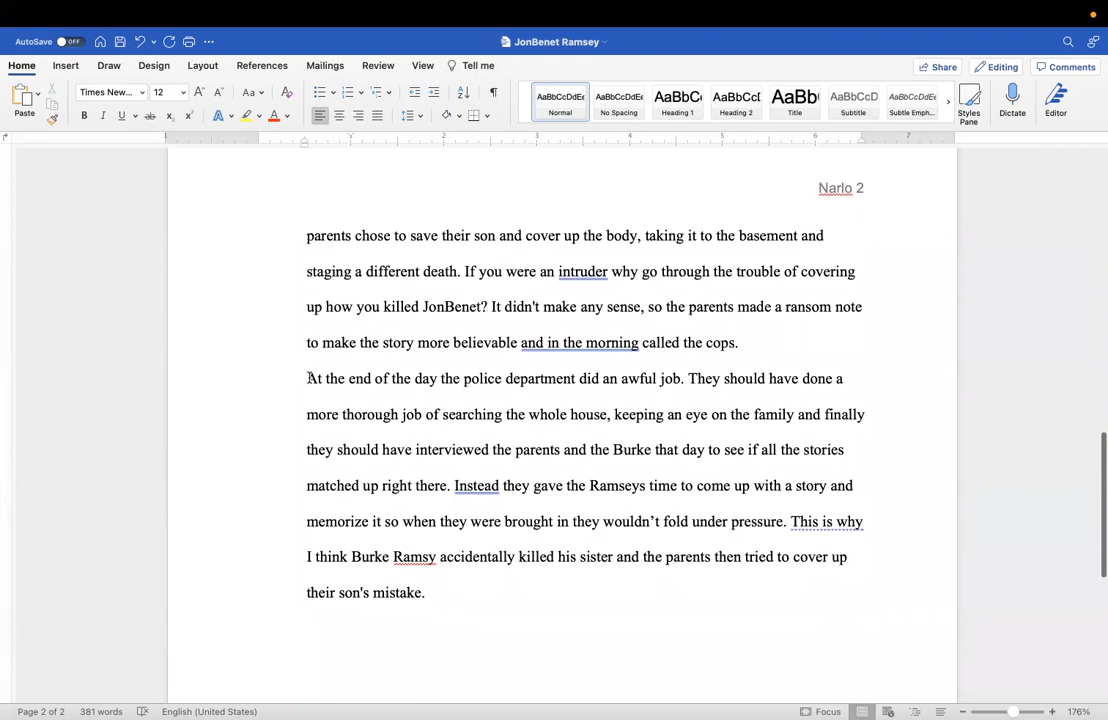 AutoSave OFF
JonBenet Ramsey
Home Insert Draw Design Layout References Mailings Review View Tell me
Share Editing Comments
Paste
Times New... 12
AaBbCcDdEe Normal
AaBbCcDdEe No Spacing
AaBbC Heading 1
AaBbCcD Heading 2
AaBb Title
AaBbCcD Subtitle
AaBbCcDdEe Subtle Emph...
Styles Pane
Dictate
Editor
1 2 3 4 5 6 7
Narlo 2
parents chose to save their son and cover up the body, taking it to the basement and
staging a different death. If you were an intruder why go through the trouble of covering
up how you killed JonBenet? It didn't make any sense, so the parents made a ransom note
to make the story more believable and in the morning called the cops.
At the end of the day the police department did an awful job. They should have done a
more thorough job of searching the whole house, keeping an eye on the family and finally
they should have interviewed the parents and the Burke that day to see if all the stories
matched up right there. Instead they gave the Ramseys time to come up with a story and
memorize it so when they were brought in they wouldn’t fold under pressure. This is why
I think Burke Ramsy accidentally killed his sister and the parents then tried to cover up
their son's mistake.
Page 2 of 2 381 words English (United States) Focus 176%